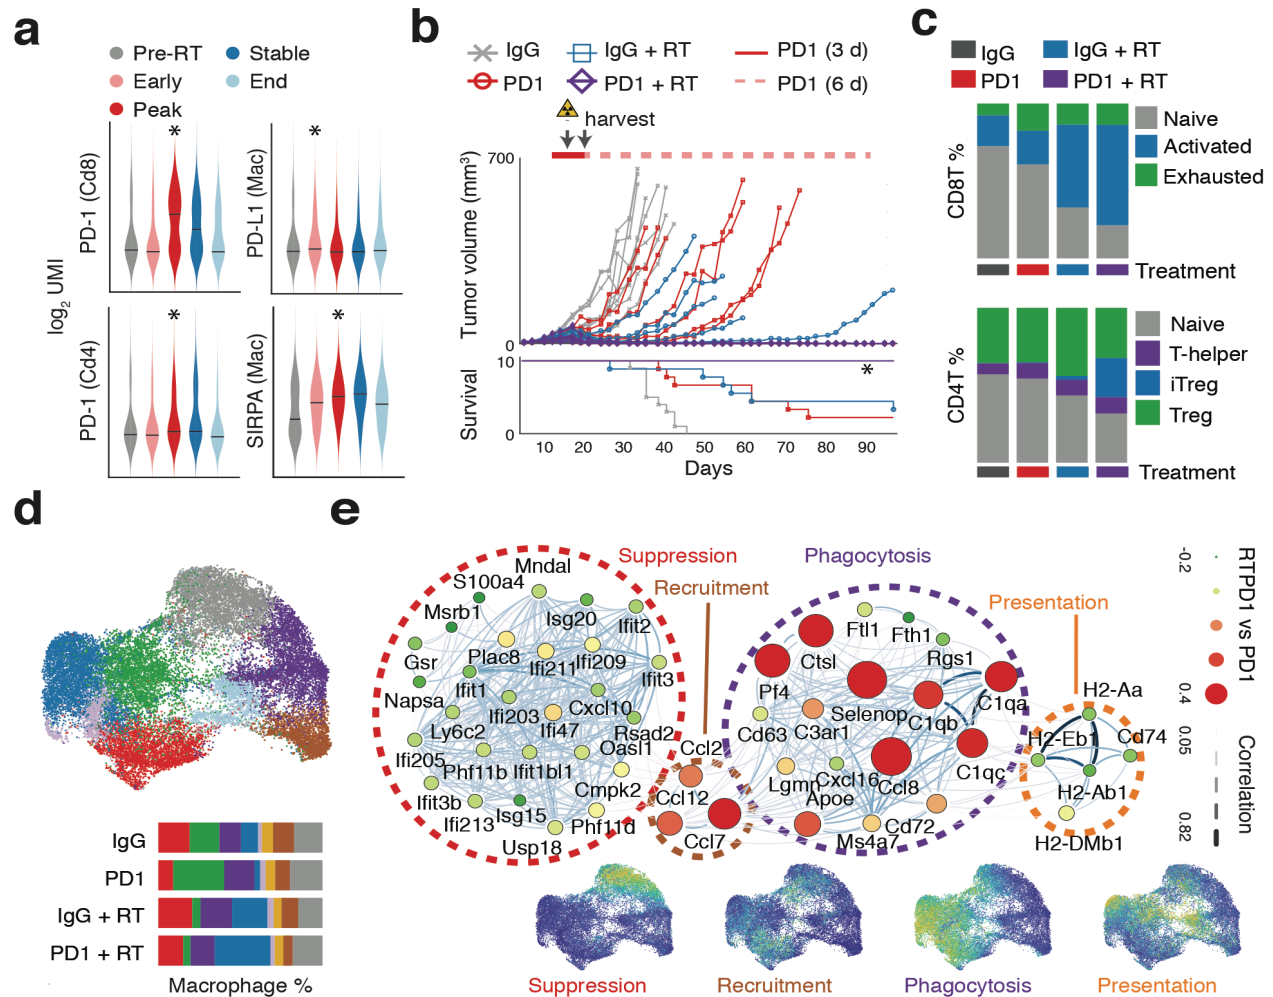 a
Pre-RT
Stable
Early
End
Peak
log2 UMI
PD-1 (Cd8)
*
PD-L1 (Mac)
*
PD-1 (Cd4)
*
SIRPA (Mac)
*
b
IgG
IgG + RT
PD1 (3 d)
PD1
PD1 + RT
PD1 (6 d)
harvest
Tumor volume (mm3)
700
0
Survival
10
0
*
10 20 30 40 50 60 70 80 90
Days
c
IgG
IgG + RT
PD1
PD1 + RT
CD8T %
Naive
Activated
Exhausted
Treatment
CD4T %
Naive
T-helper
iTreg
Treg
Treatment
d
IgG
PD1
IgG + RT
PD1 + RT
Macrophage %
e
Suppression
Recruitment
Phagocytosis
Presentation
Mndal
S100a4
Msrb1
Isg20
Ifit2
Gsr
Plac8
Ifi211
Ifi209
Ifit3
Napsa
Ifit1
Ifi203
Cxcl10
Ly6c2
Ifi47
Rsad2
Ifi205
Phf11b
Ifit1bl1
Oasl1
Ifit3b
Isg15
Cmpk2
Ifi213
Phf11d
Usp18
Ccl2
Ccl12
Ccl7
Ftl1
Fth1
Ctsl
Rgs1
Pf4
Selenop
C1qb
C1qa
Cd63
C3ar1
C1qc
Lgmn
Cxcl16
Ccl8
Apoe
Cd72
Ms4a7
H2-Aa
H2-Eb1
Cd74
H2-Ab1
H2-DMb1
-0.2
0.4
RTPD1 vs PD1
0.05
0.82
Correlation
Suppression
Recruitment
Phagocytosis
Presentation